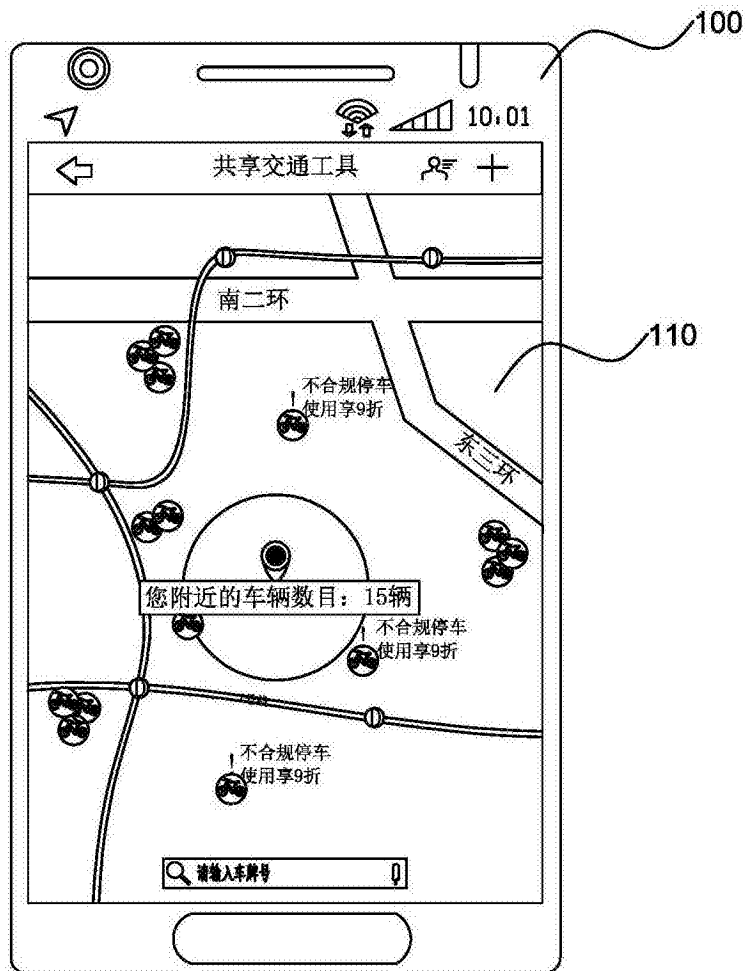 100
10:01
共享交通工具
南二环
110
不合规停车
使用享9折
东三环
您附近的车辆数目：15辆
不合规停车
使用享9折
不合规停车
使用享9折
请输入车牌号